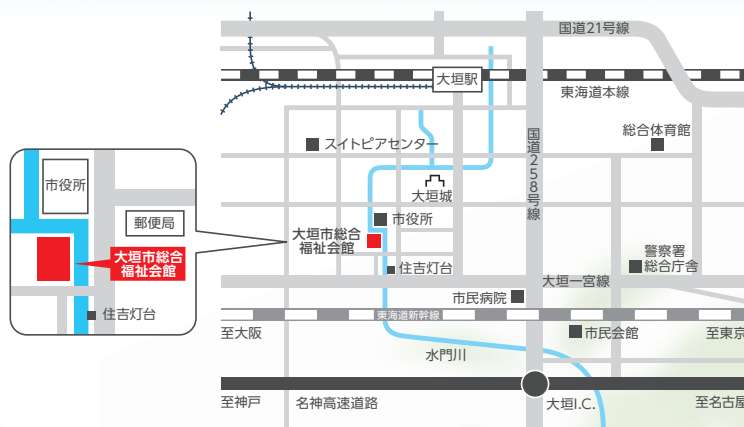 国道21号線
大垣駅
東海道本線
国道258号線
総合体育館
スイトピアセンター
大垣城
市役所
大垣市総合
福祉会館
住吉灯台
警察署
総合庁舎
大垣一宮線
市民病院
東海道新幹線
至大阪
市民会館
至東京
水門川
至神戸
名神高速道路
大垣I.C.
至名古屋
市役所
郵便局
大垣市総合
福祉会館
住吉灯台